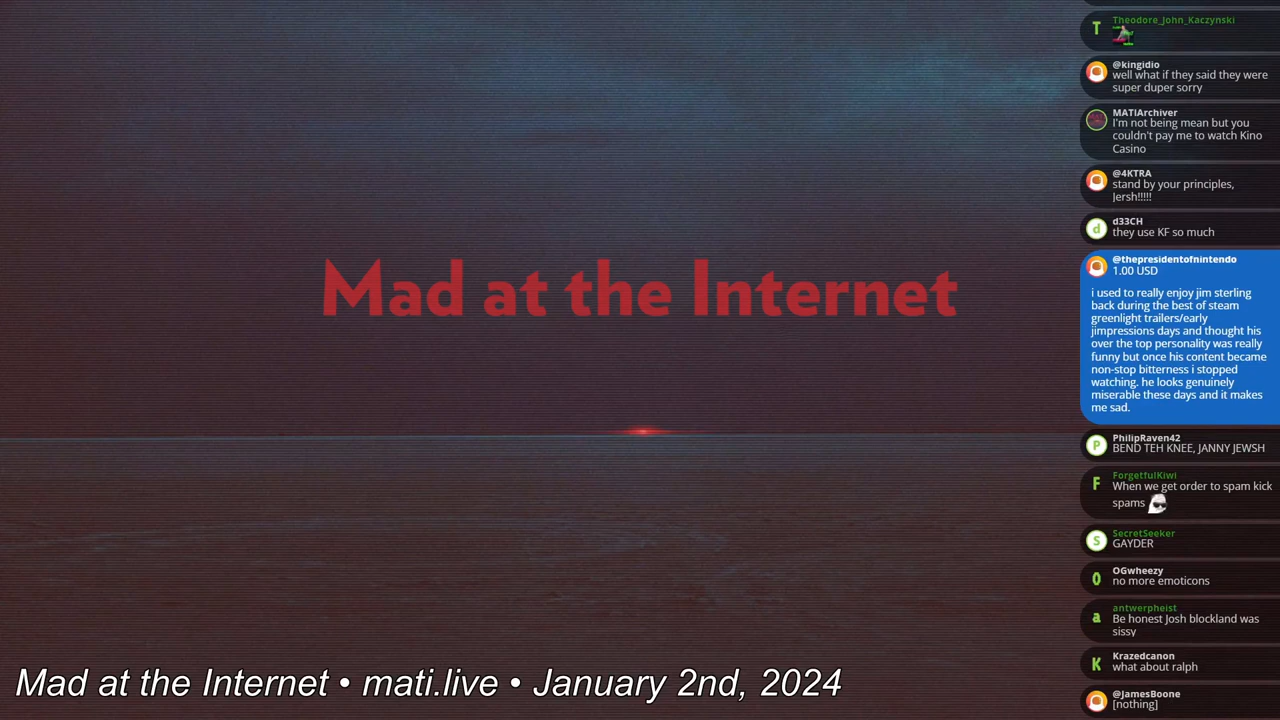 Mad at the Internet
Mad at the Internet • mati.live • January 2nd, 2024
Theodore_John_Kaczynski
@kingidio
well what if they said they were
super duper sorry
MATIArchiver
I'm not being mean but you
couldn't pay me to watch Kino
Casino
@4KTRA
stand by your principles,
Jersh!!!!!
d33CH
they use KF so much
@thepresidentofnintendo
1.00 USD
i used to really enjoy jim sterling
back during the best of steam
greenlight trailers/early
jimpressions days and thought his
over the top personality was really
funny but once his content became
non-stop bitterness i stopped
watching. he looks genuinely
miserable these days and it makes
me sad.
PhilipRaven42
BEND TEH KNEE, JANNY JEWSH
ForgetfulKiwi
When we get order to spam kick
spams
SecretSeeker
GAYDER
OGwheezy
no more emoticons
antwerpheist
Be honest Josh blockland was
sissy
Krazedcanon
what about ralph
@JamesBoone
[nothing]